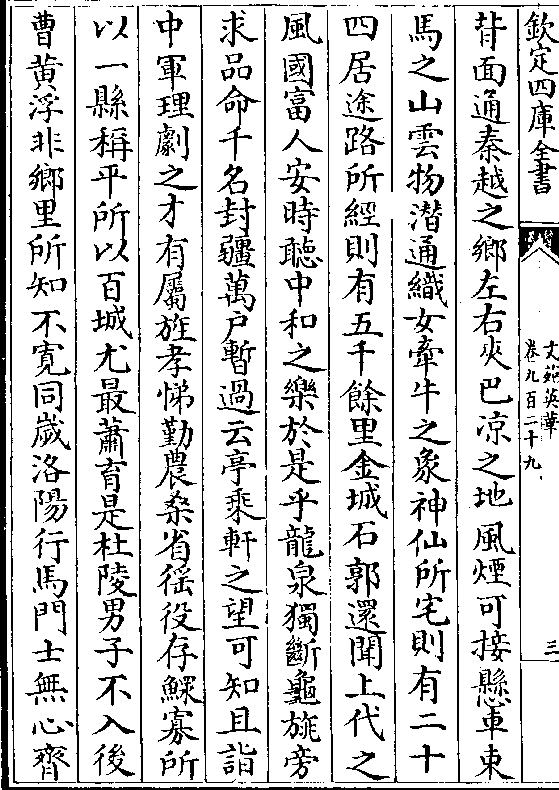 欽定四庫全書
文苑英華
卷九百二十九
三
背面通秦越之鄉左右夾巴凉之地風煙可接懸車束
馬之山雲物潛通織女牽牛之象神仙所宅則有二十
四居途路所經則有五千餘里金城石郭還聞上代之
風國富人安時聽中和之樂於是乎龍泉獨斷龜旐旁
求品命千名封疆萬户暫過云亭乘軒之望可知且詣
中軍理劇之才有屬旌孝悌勤農桑省徭役存鰥寡所
以一縣稱平所以百城尤最蕭育是杜陵男子不入後
曹黄浮非鄉里所知不寛同嵗洛陽行馬門士無心齊